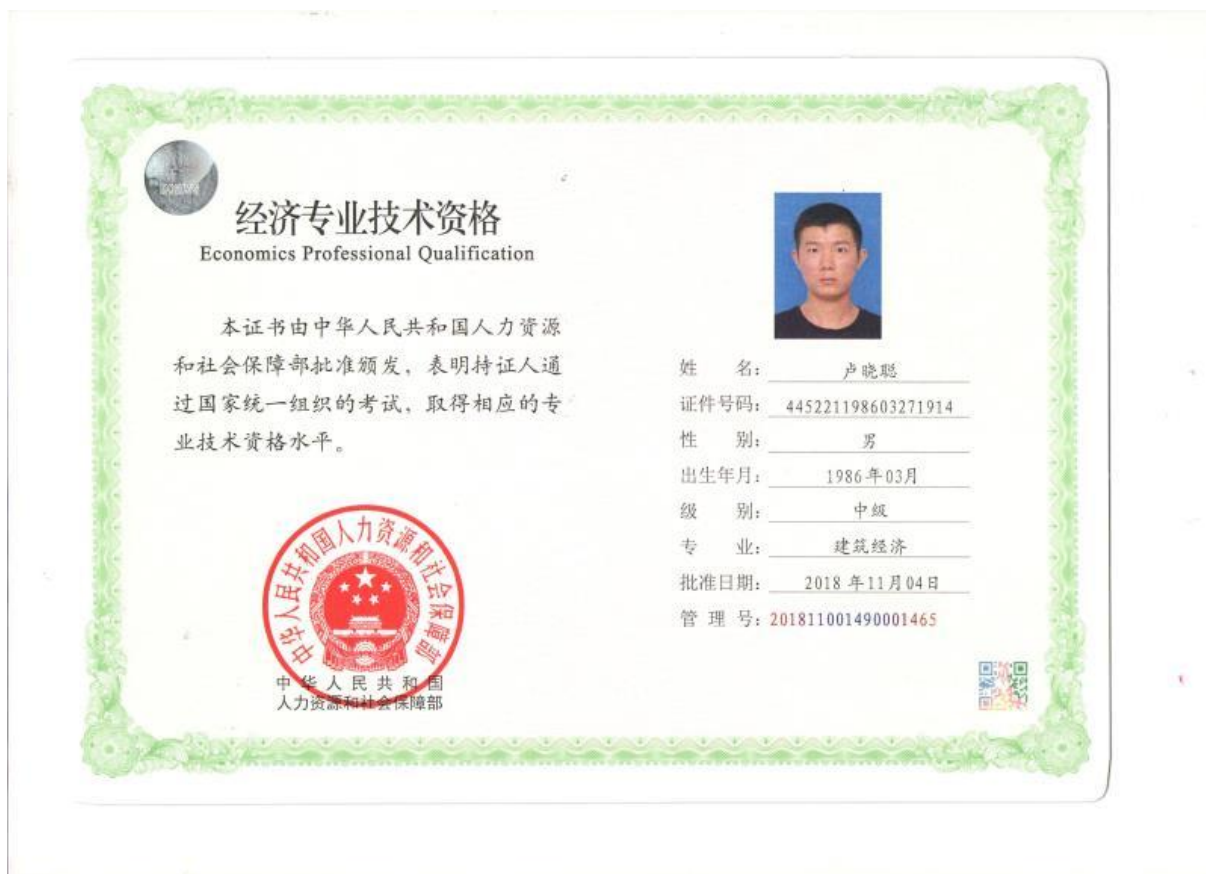 经济专业技术资格
Economics Professional Qualification
本证书由中华人民共和国人力资源
和社会保障部批准颁发，表明持证人通
过国家统一组织的考试，取得相应的专
业技术资格水平。
中华人民共和国人力资源和社会保障部
中华人民共和国
人力资源和社会保障部
姓 名： 卢晓聪
证件号码： 445221198603271914
性 别： 男
出生年月： 1986年03月
级 别： 中级
专 业： 建筑经济
批准日期： 2018年11月04日
管 理 号：201811001490001465